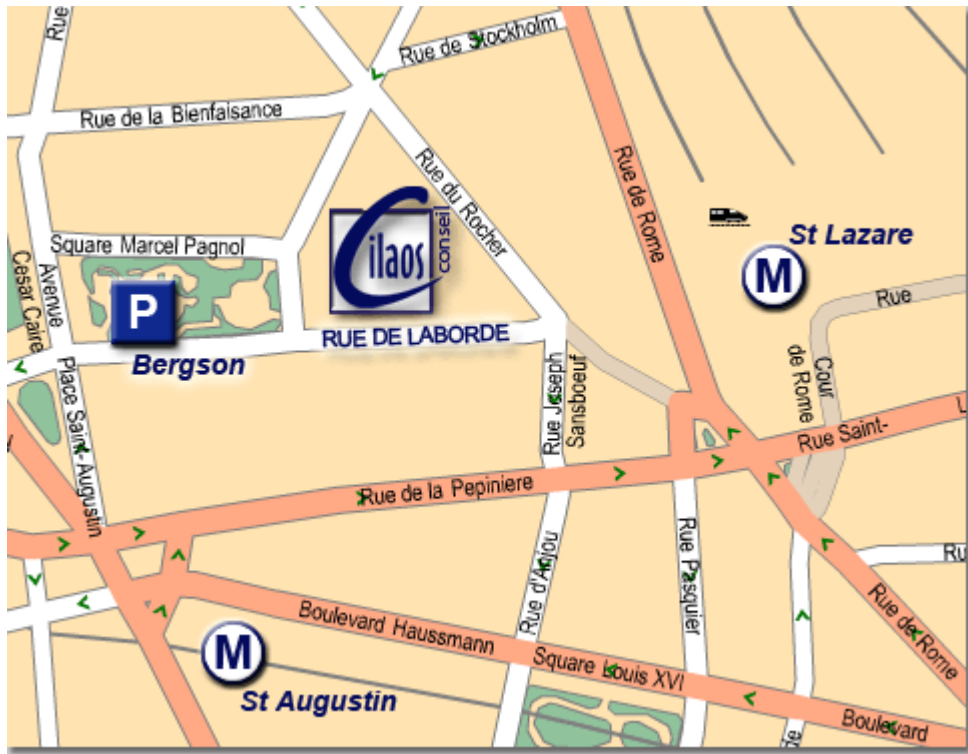 Rue
Rue de Stockholm
Rue de la Bienfaisance
Rue du Rocher
Rue de Rome
Square Marcel Pagnol
Cilaos
conseil
St Lazare
M
Rue
Avenue
Cesar Caire
P
Bergson
RUE DE LABORDE
Place Saint-Augustin
Rue Joseph
Sansboeuf
Cour
de Rome
Rue Saint-
L
Rue de la Pepiniere
Rue d'Anjou
Rue Pasquier
Ru
Rue de Rome
Boulevard Haussmann
Square Louis XVI
M
St Augustin
Boulevard
de